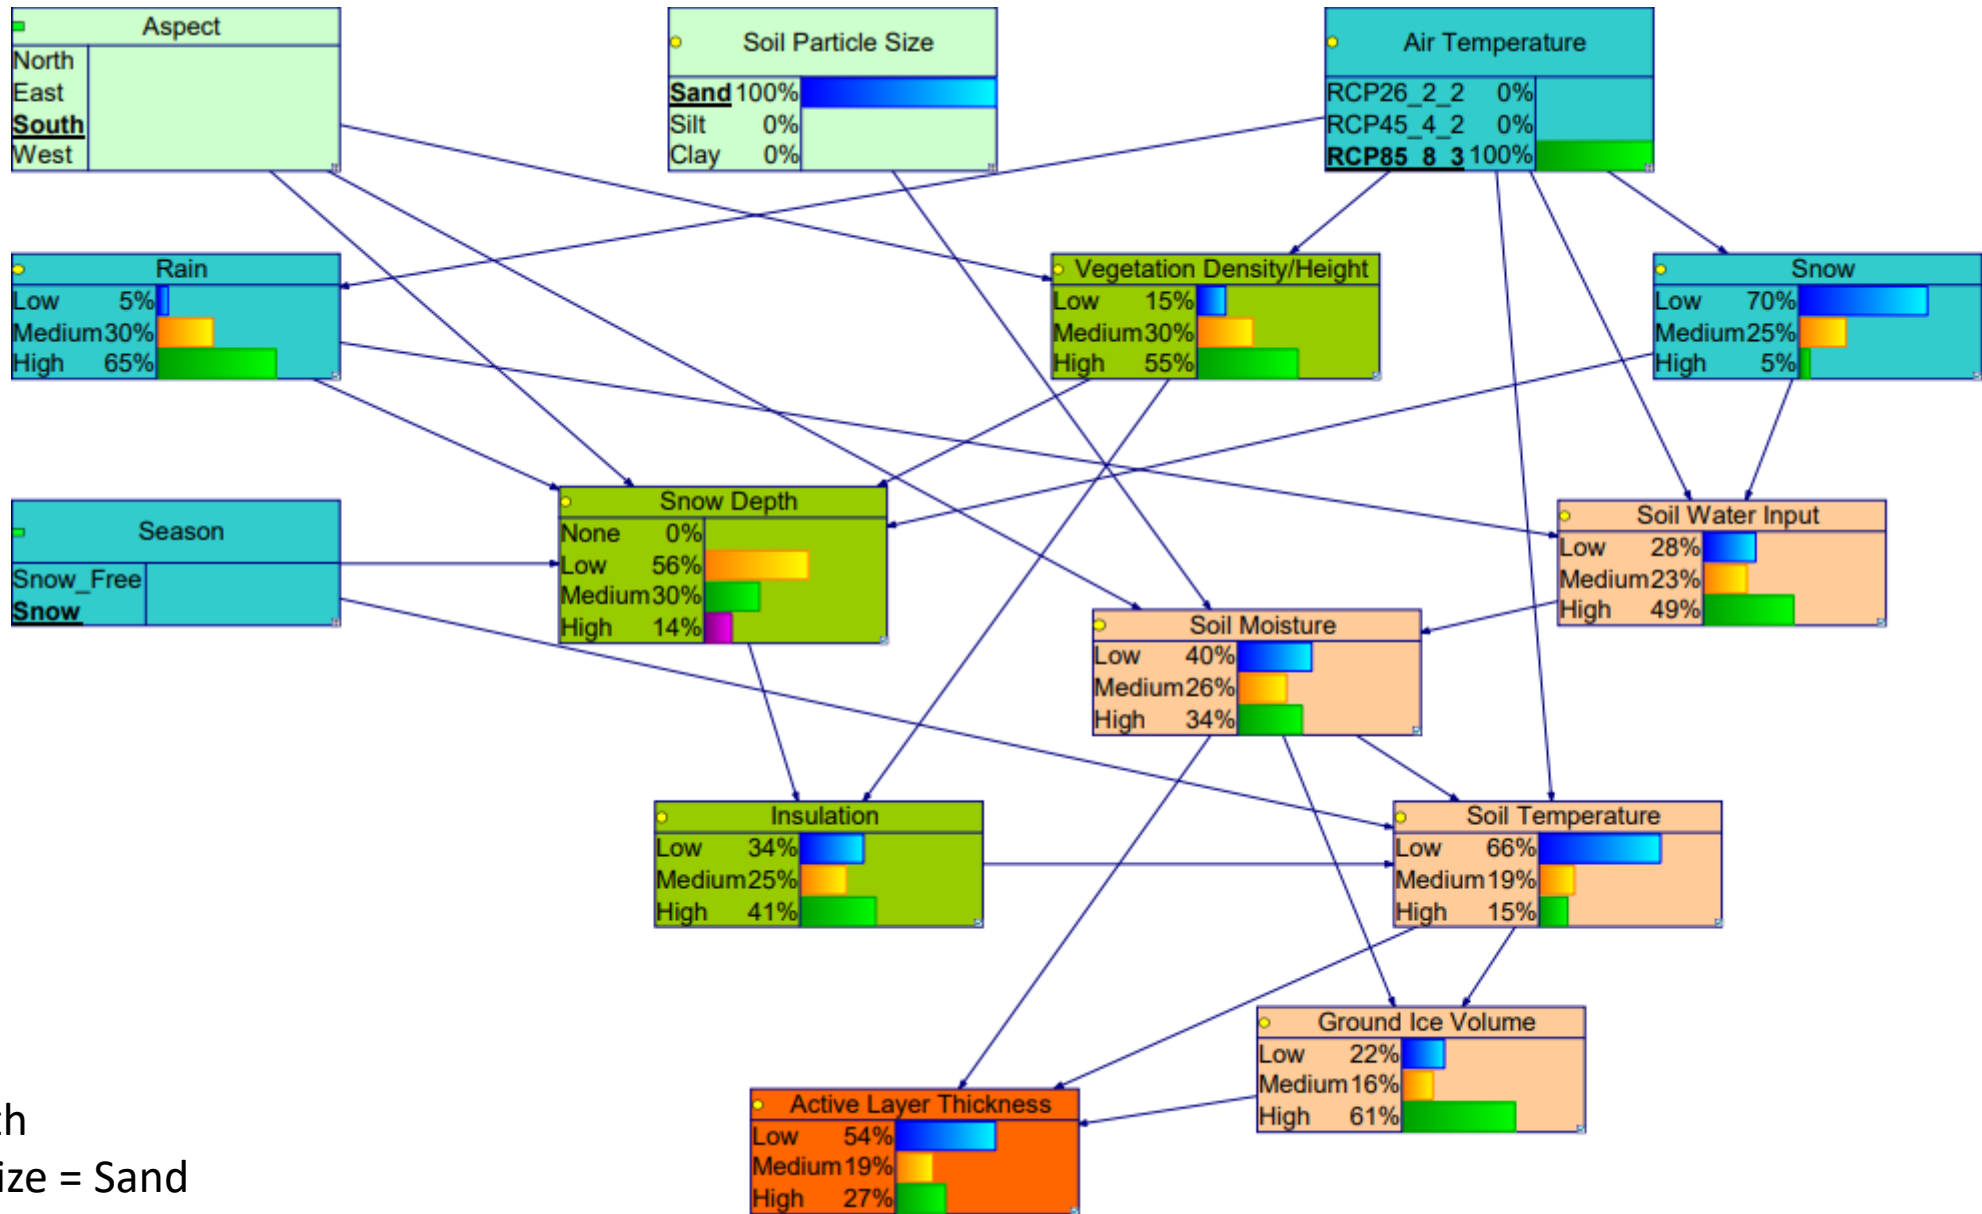 Aspect
North
East
South
West
Soil Particle Size
Sand 100%
Silt 0%
Clay 0%
Air Temperature
RCP26_2_2 0%
RCP45_4_2 0%
RCP85_8_3 100%
Rain
Low 5%
Medium 30%
High 65%
Vegetation Density/Height
Low 15%
Medium 30%
High 55%
Snow
Low 70%
Medium 25%
High 5%
Season
Snow_Free
Snow
Snow Depth
None 0%
Low 56%
Medium 30%
High 14%
Soil Water Input
Low 28%
Medium 23%
High 49%
Soil Moisture
Low 40%
Medium 26%
High 34%
Insulation
Low 34%
Medium 25%
High 41%
Soil Temperature
Low 66%
Medium 19%
High 15%
Ground Ice Volume
Low 22%
Medium 16%
High 61%
Active Layer Thickness
Low 54%
Medium 19%
High 27%
th
ize = Sand